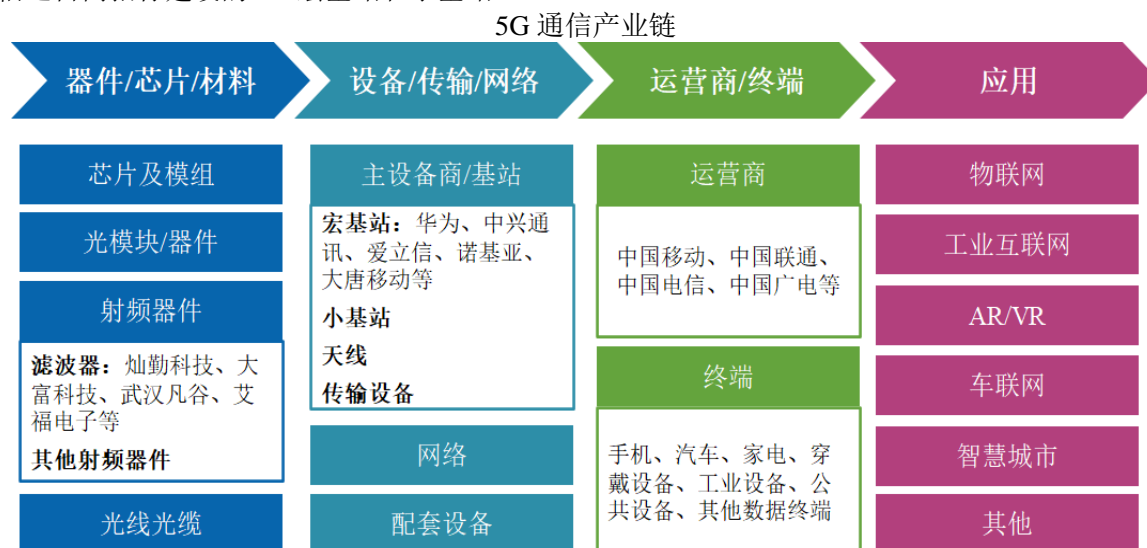 5G 通信产业链
器件/芯片/材料
设备/传输/网络
运营商/终端
应用
芯片及模组
光模块/器件
射频器件
滤波器：灿勤科技、大
富科技、武汉凡谷、艾
福电子等
其他射频器件
光线光缆
主设备商/基站
宏基站：华为、中兴通
讯、爱立信、诺基亚、
大唐移动等
小基站
天线
传输设备
网络
配套设备
运营商
中国移动、中国联通、
中国电信、中国广电等
终端
手机、汽车、家电、穿
戴设备、工业设备、公
共设备、其他数据终端
物联网
工业互联网
AR/VR
车联网
智慧城市
其他